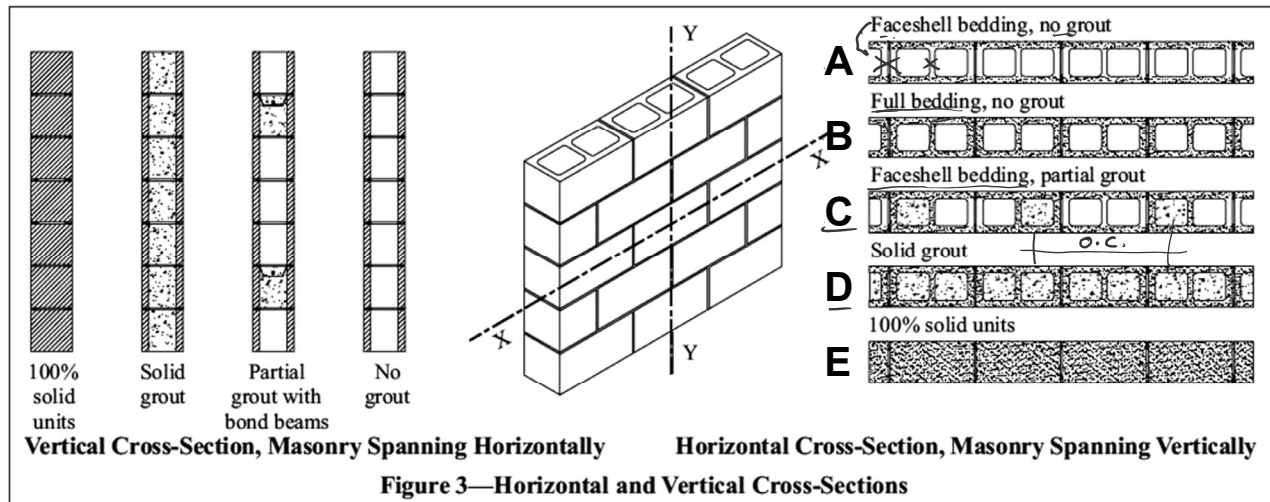 100%
solid
units
Solid
grout
Partial
grout with
bond beams
No
grout
Vertical Cross-Section, Masonry Spanning Horizontally
Y
X
X
Y
Faceshell bedding, no grout
A
Full bedding, no grout
B
Faceshell bedding, partial grout
C
o.c.
Solid grout
D
100% solid units
E
Horizontal Cross-Section, Masonry Spanning Vertically
Figure 3—Horizontal and Vertical Cross-Sections